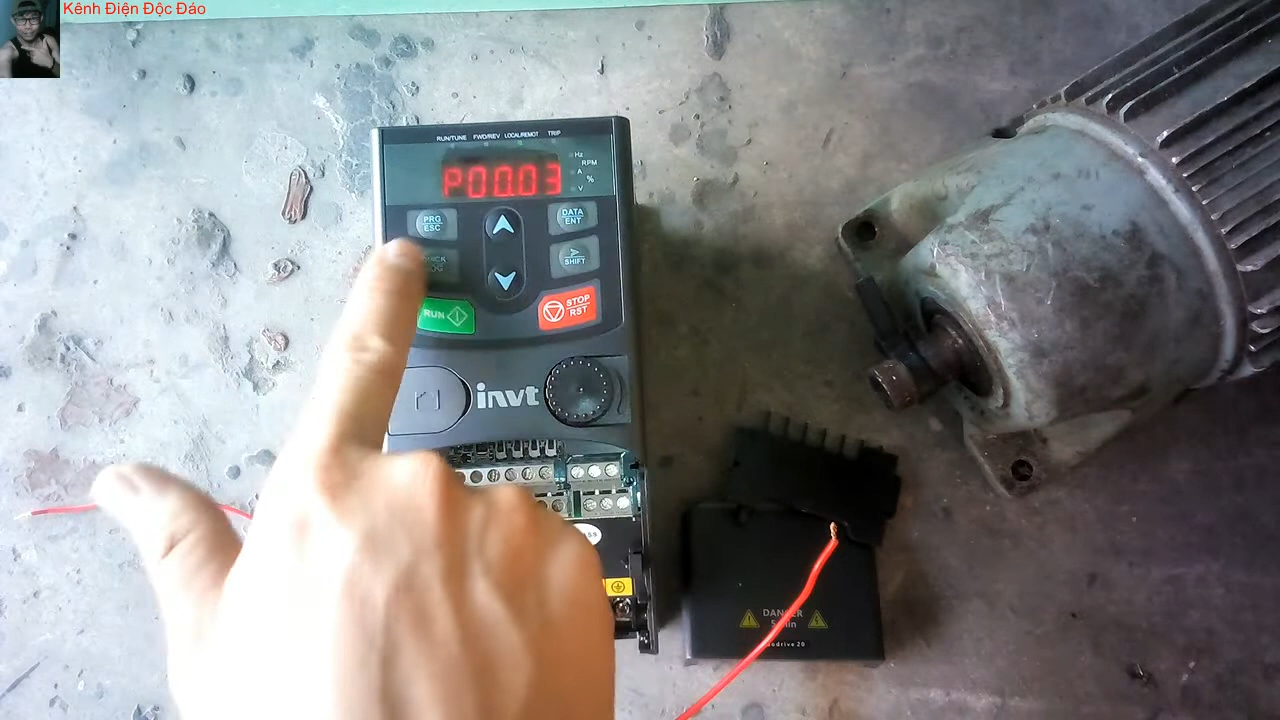 Kênh Điện Độc Đáo
RUN/TUNE FWD/REV LOCAL/REMOT TRIP
Hz
RPM
A
%
V
P00.03
PRG
ESC
DATA
ENT
SHIFT
RUN
STOP
RST
invt
DANGER